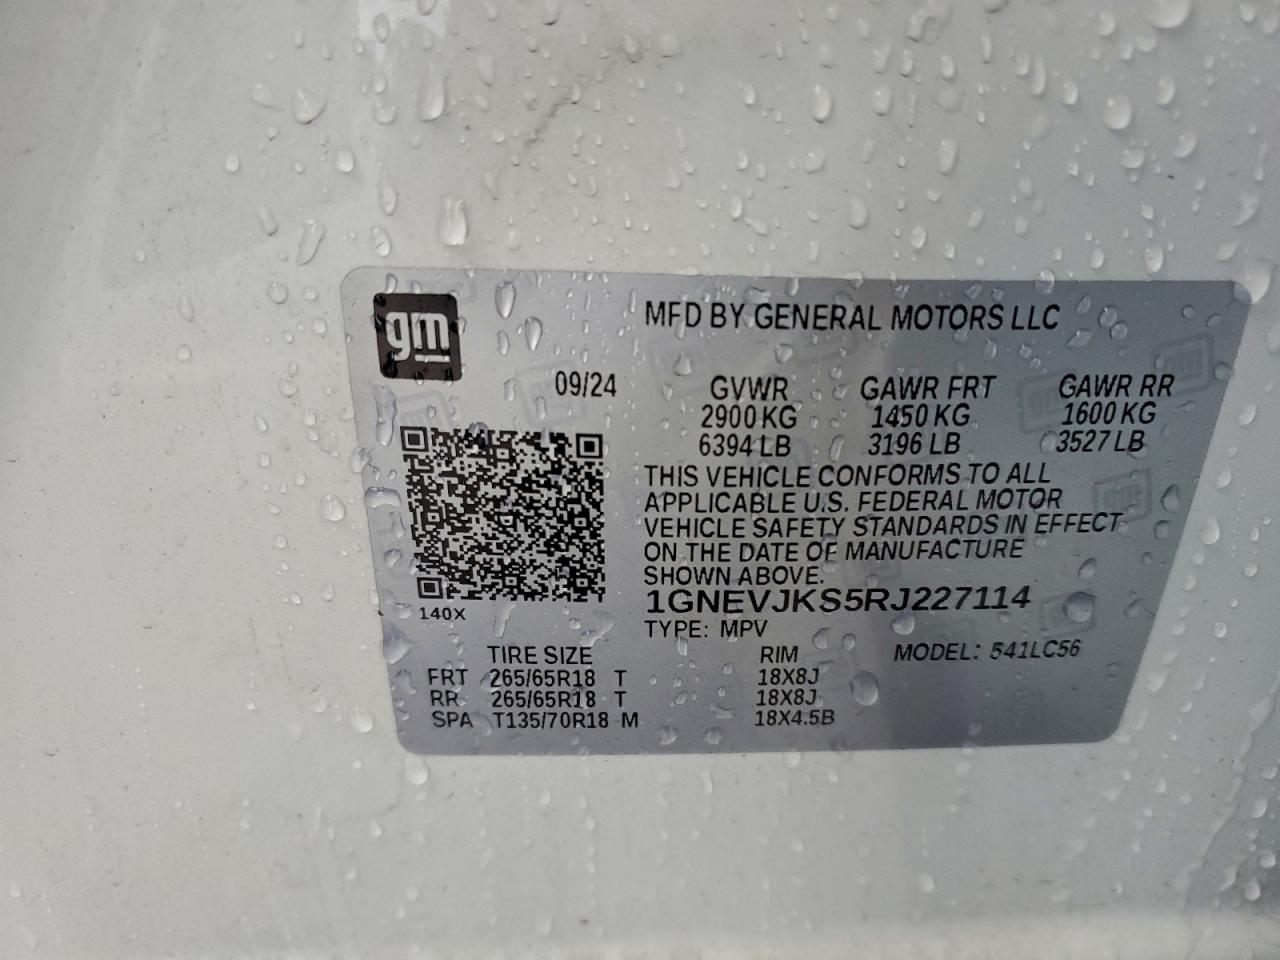 gm
MFD BY GENERAL MOTORS LLC
09/24 GVWR GAWR FRT GAWR RR
2900 KG 1450 KG 1600 KG
6394 LB 3196 LB 3527 LB
THIS VEHICLE CONFORMS TO ALL
APPLICABLE U.S. FEDERAL MOTOR
VEHICLE SAFETY STANDARDS IN EFFECT
ON THE DATE OF MANUFACTURE
SHOWN ABOVE.
1GNEVJKS5RJ227114
140X
TYPE: MPV
TIRE SIZE RIM MODEL: 541LC56
FRT 265/65R18 T 18X8J
RR 265/65R18 T 18X8J
SPA T135/70R18 M 18X4.5B